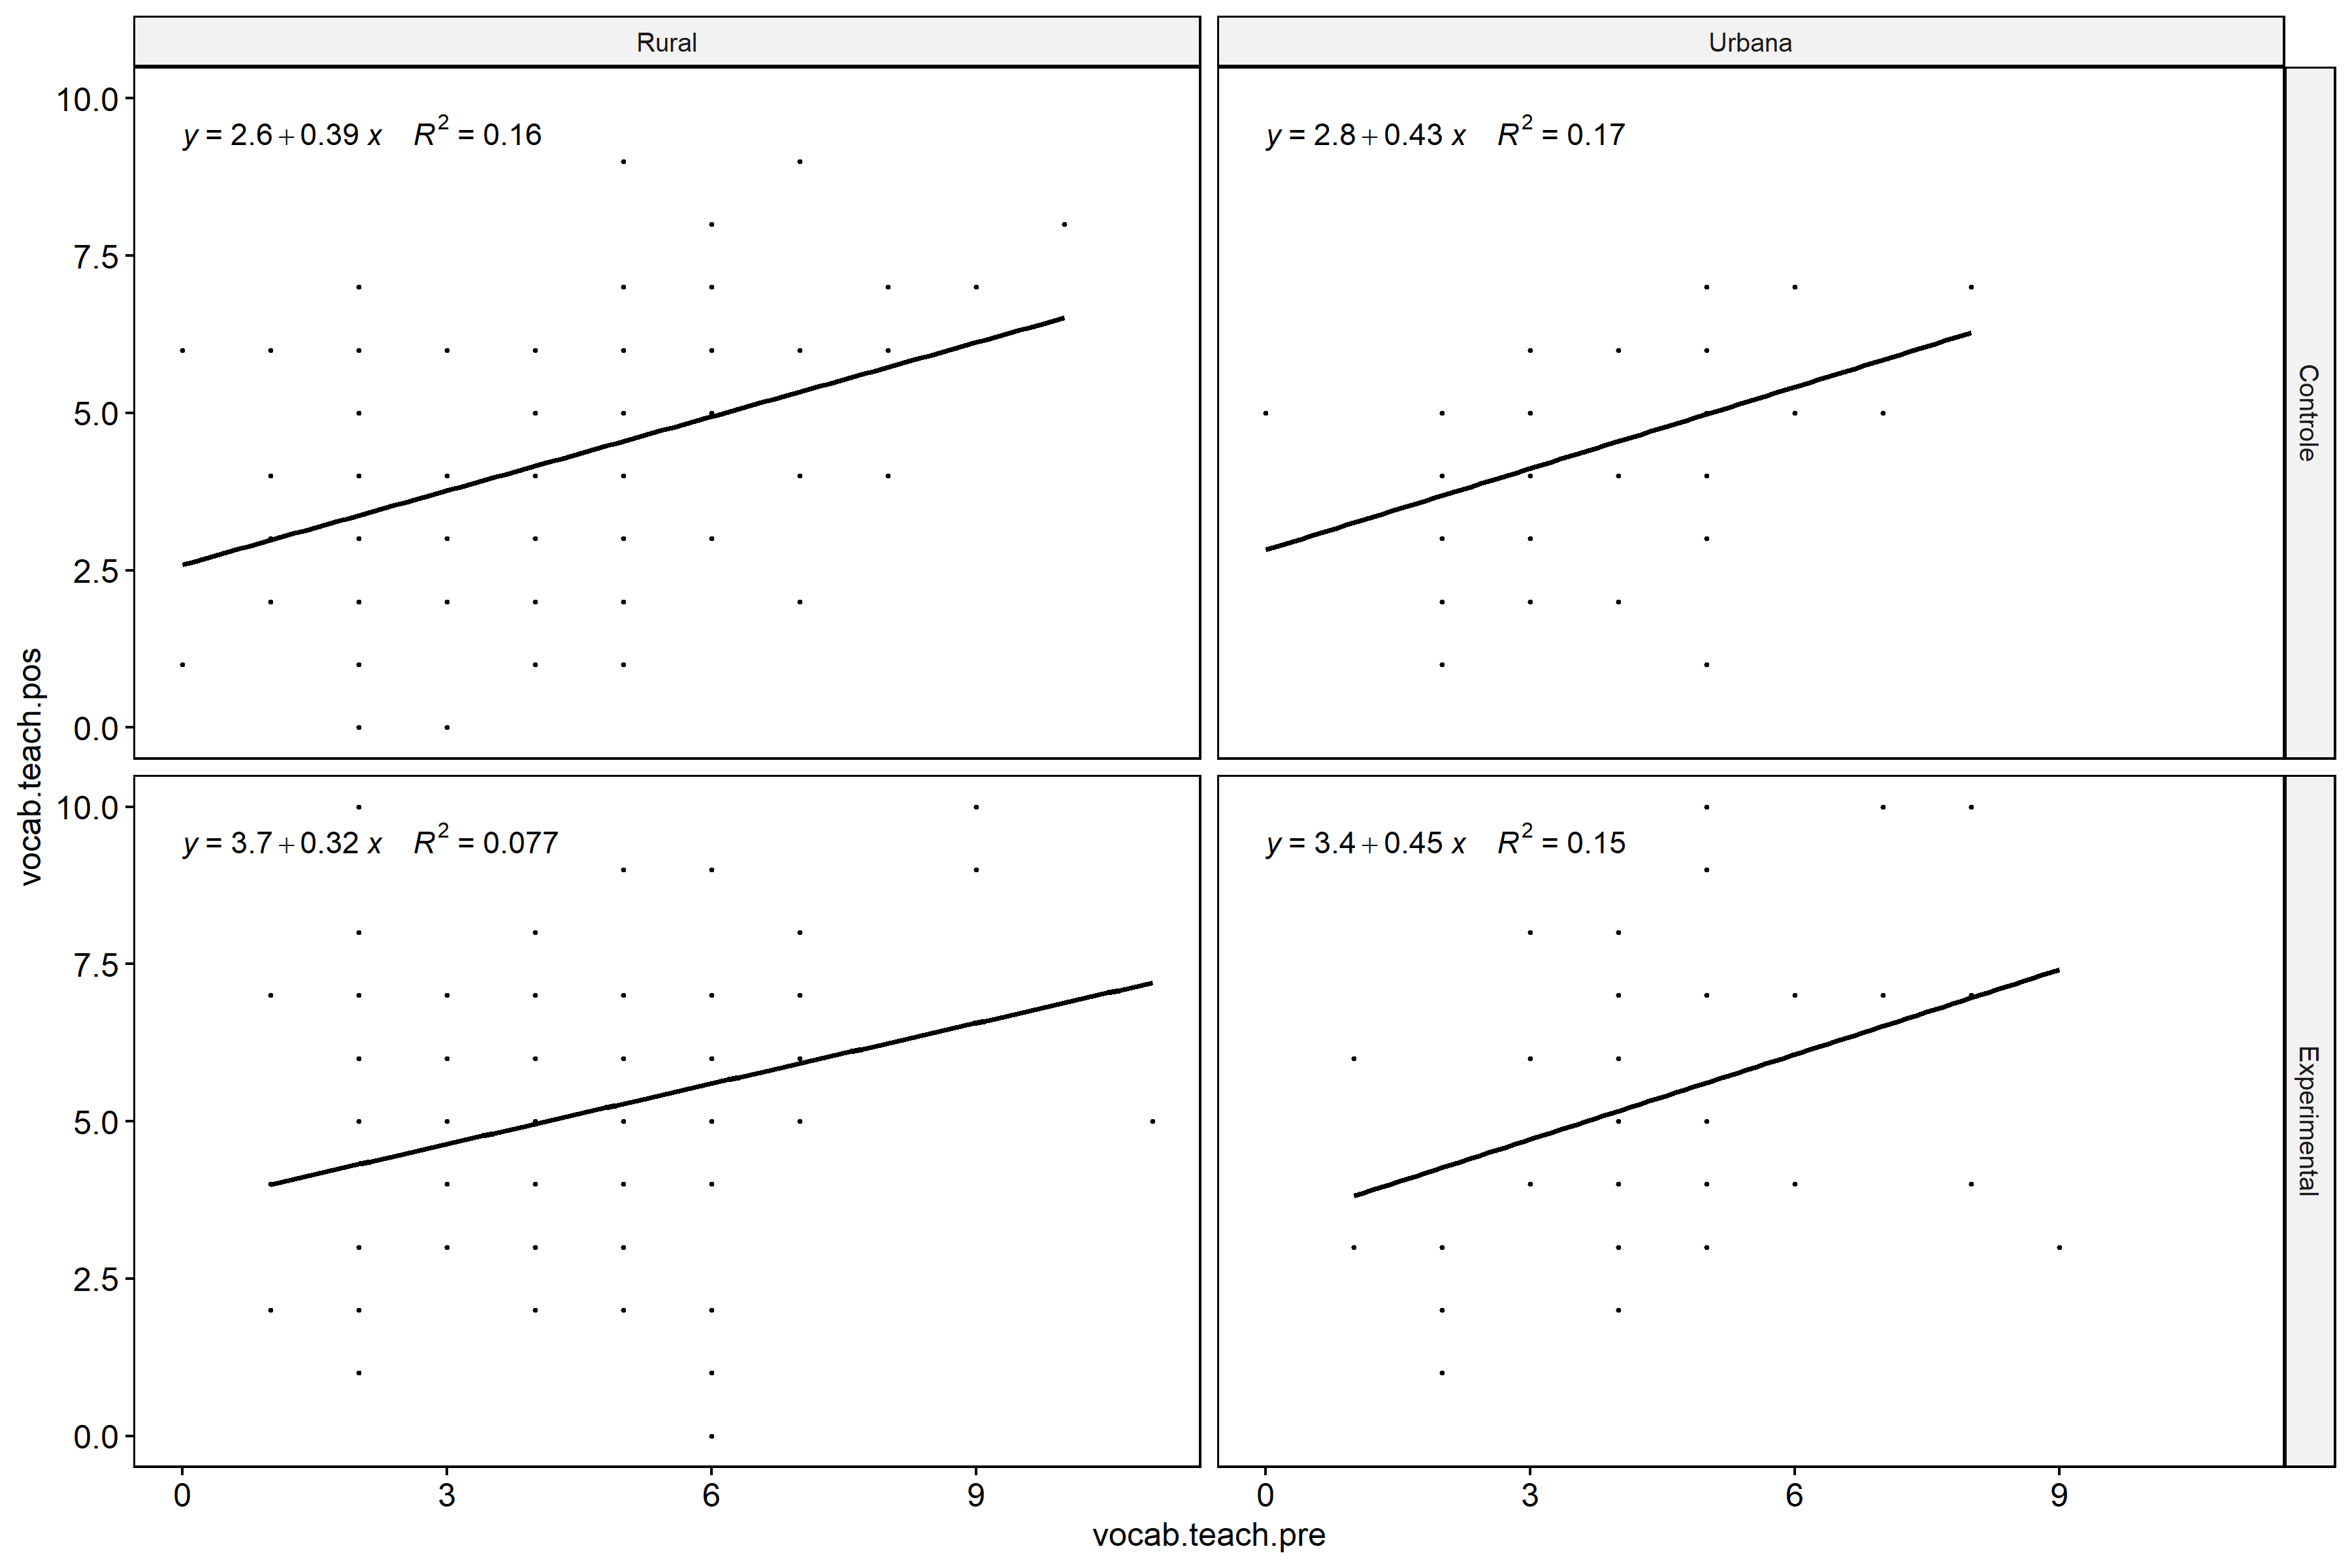 Rural
Urbana
10.0
7.5
5.0
2.5
0.0
y = 2.6 + 0.39 x R² = 0.16
y = 2.8 + 0.43 x R² = 0.17
Controle
vocab.teach.pos
10.0
7.5
5.0
2.5
0.0
y = 3.7 + 0.32 x R² = 0.077
y = 3.4 + 0.45 x R² = 0.15
Experimental
0 3 6 9
0 3 6 9
vocab.teach.pre